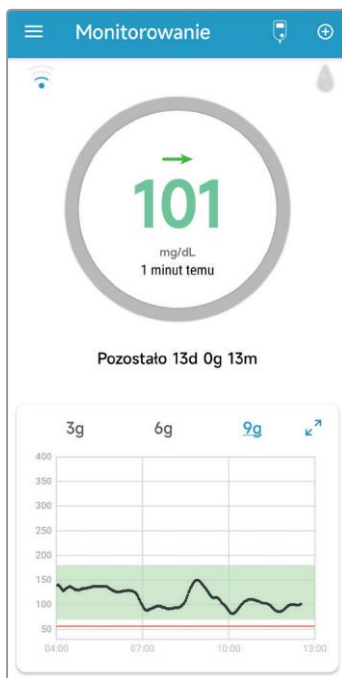 Monitorowanie
101
mg/dL
1 minut temu
Pozostało 13d 0g 13m
3g 6g 9g
400
350
300
250
200
150
100
50
04:00 07:00 10:00 13:00